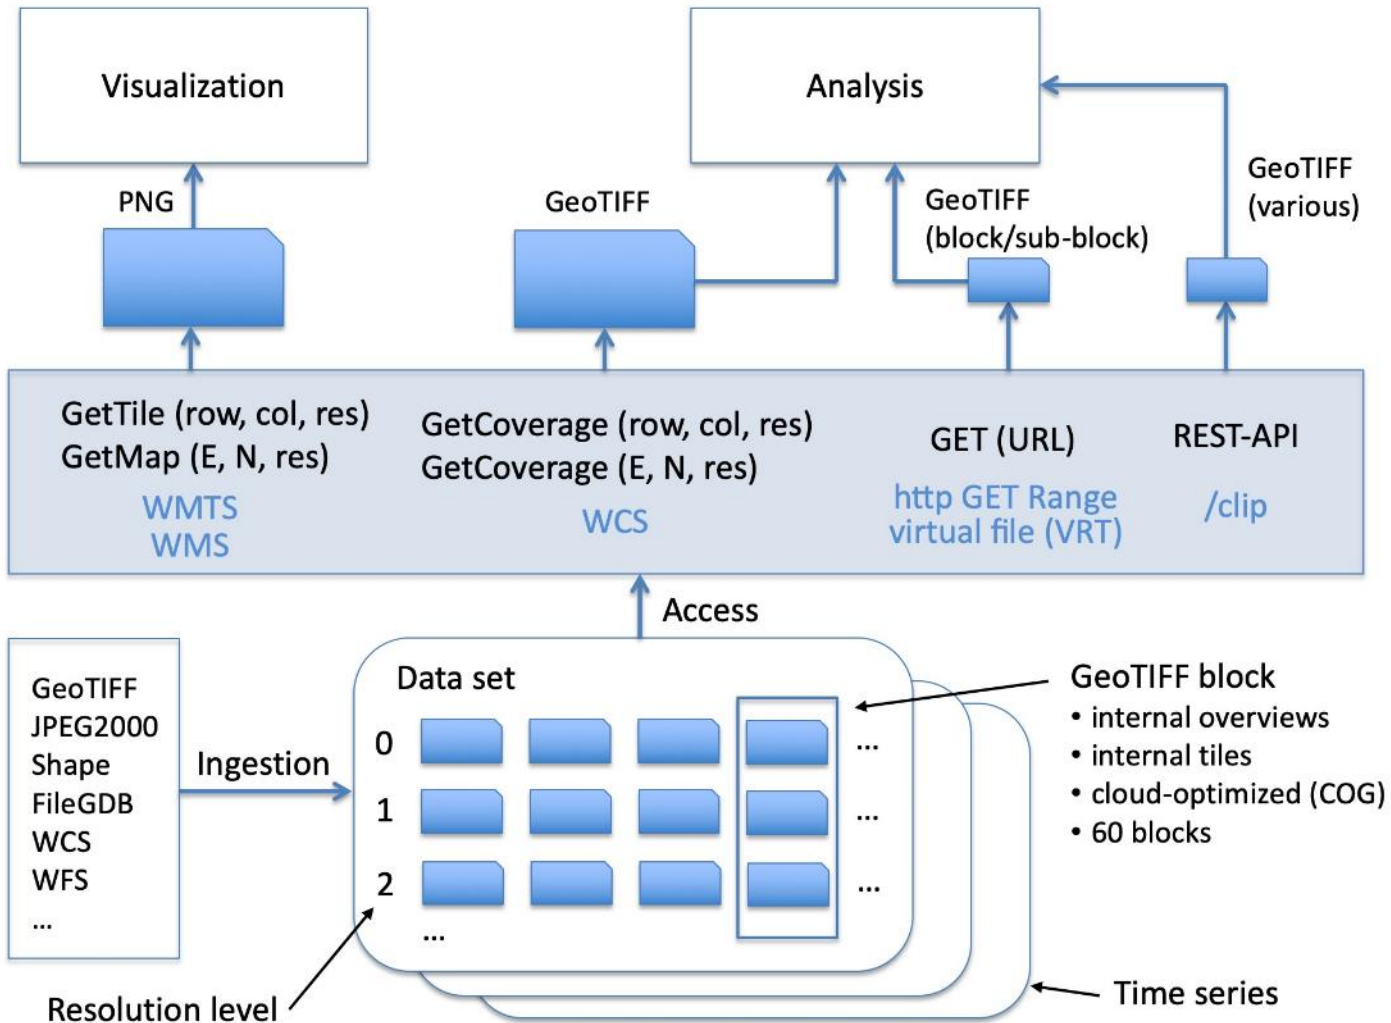 Visualization
Analysis
PNG
GeoTIFF
GeoTIFF
(block/sub-block)
GeoTIFF
(various)
GetTile (row, col, res)
GetMap (E, N, res)
WMTS
WMS
GetCoverage (row, col, res)
GetCoverage (E, N, res)
WCS
GET (URL)
http GET Range
virtual file (VRT)
REST-API
/clip
Access
GeoTIFF
JPEG2000
Shape
FileGDB
WCS
WFS
...
Ingestion
Data set
0
...
1
...
2
...
...
GeoTIFF block
• internal overviews
• internal tiles
• cloud-optimized (COG)
• 60 blocks
Resolution level
Time series